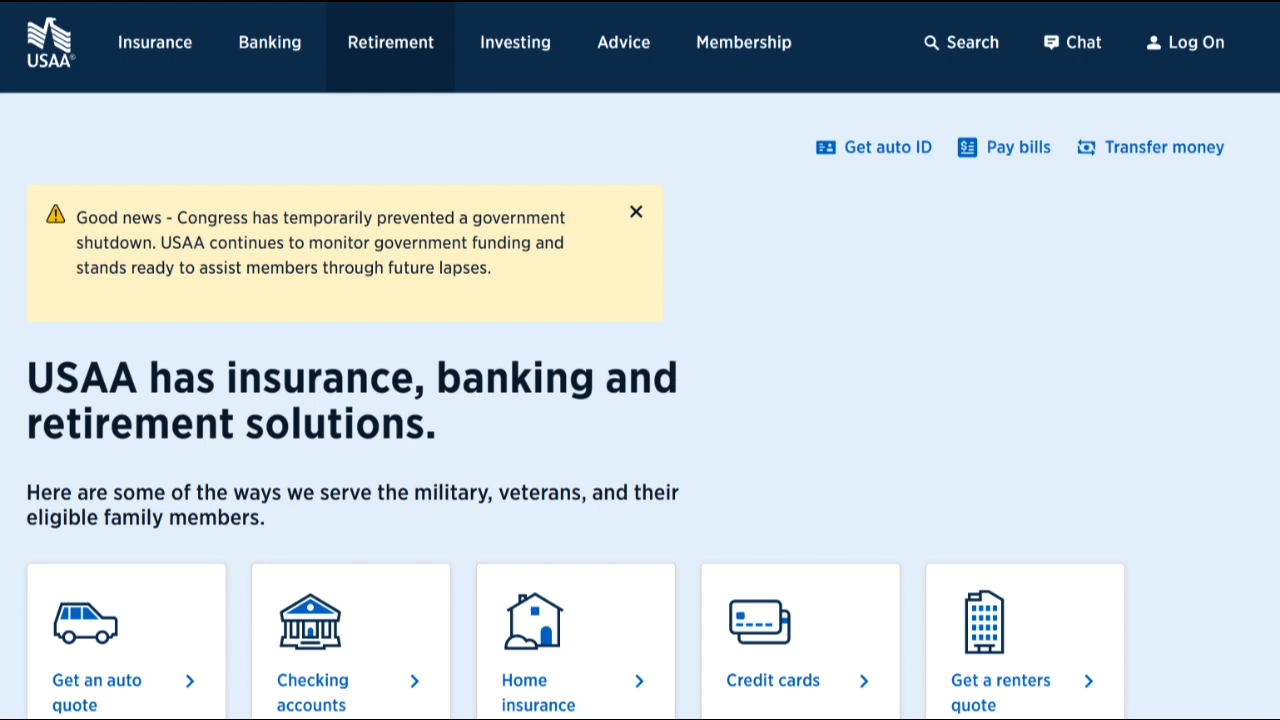 USAA®
Insurance
Banking
Retirement
Investing
Advice
Membership
Search
Chat
Log On
Get auto ID
Pay bills
Transfer money
Good news - Congress has temporarily prevented a government
shutdown. USAA continues to monitor government funding and
stands ready to assist members through future lapses.
USAA has insurance, banking and
retirement solutions.
Here are some of the ways we serve the military, veterans, and their
eligible family members.
Get an auto
quote
Checking
accounts
Home
insurance
Credit cards
Get a renters
quote